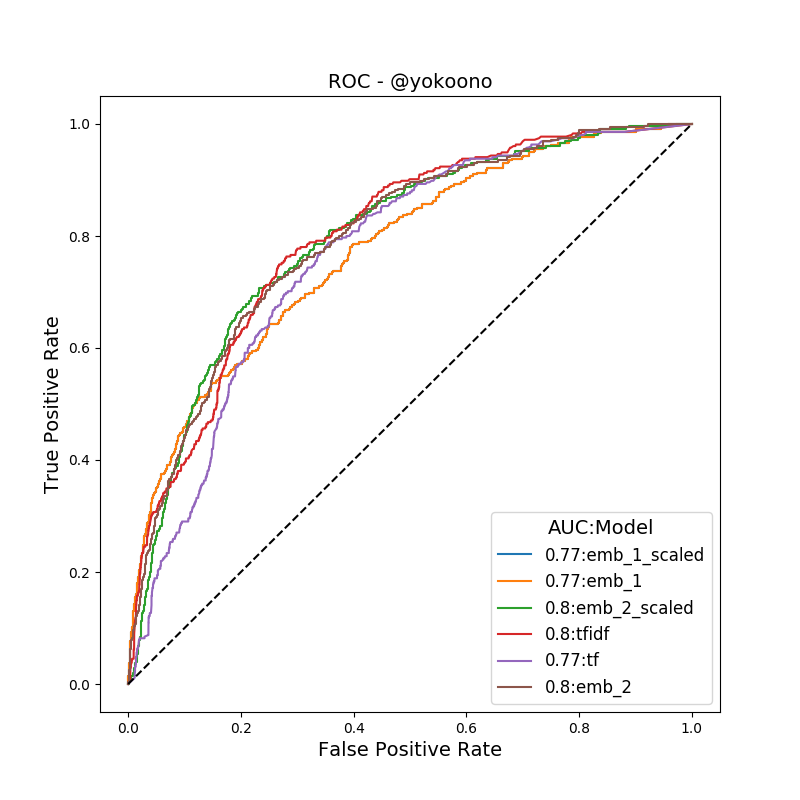 ROC - @yokoono
True Positive Rate
1.0
0.8
0.6
0.4
0.2
0.0
AUC:Model
0.77:emb_1_scaled
0.77:emb_1
0.8:emb_2_scaled
0.8:tfidf
0.77:tf
0.8:emb_2
0.0 0.2 0.4 0.6 0.8 1.0
False Positive Rate